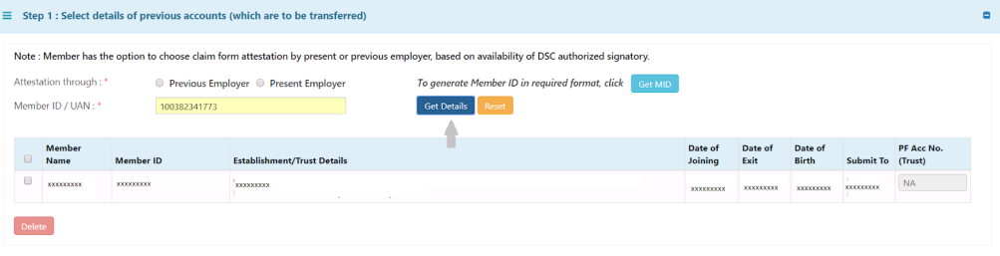 Step 1 : Select details of previous accounts (which are to be transferred)
Note : Member has the option to choose claim form attestation by present or previous employer, based on availability of DSC authorized signatory.
Attestation through : * Previous Employer Present Employer To generate Member ID in required format, click Get MID
Member ID / UAN : * 100382341773 Get Details Reset
Member Name Member ID Establishment/Trust Details Date of Joining Date of Exit Date of Birth Submit To PF Acc No. (Trust)
xxxxxxxxx xxxxxxxxx xxxxxxxxx xxxxxxxxx xxxxxxxxx xxxxxxxxx xxxxxxxxx NA
Delete